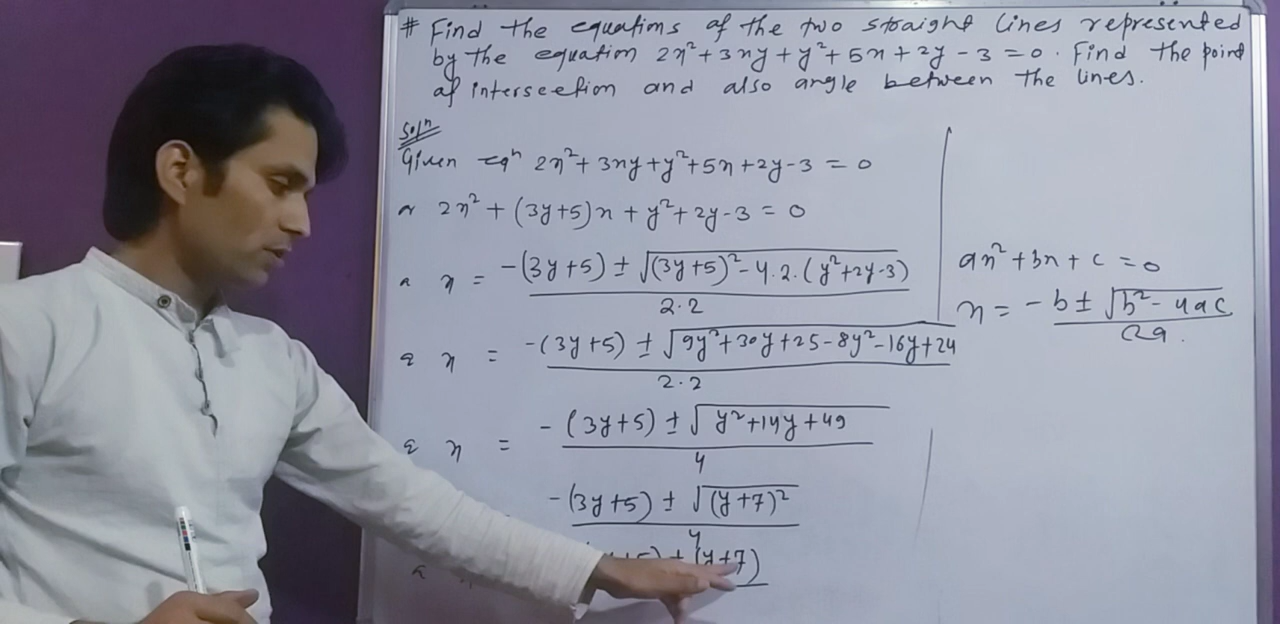 # Find the equations of the two straight lines represented
by the equation 2x² + 3xy + y² + 5x + 2y - 3 = 0. Find the point
of intersection and also angle between the lines.
Solⁿ
Given eqⁿ 2x² + 3xy + y² + 5x + 2y - 3 = 0
or 2x² + (3y+5)x + y² + 2y - 3 = 0
or x = -(3y+5) ± √(3y+5)² - 4.2.(y²+2y-3) / 2.2
or x = -(3y+5) ± √9y²+30y+25-8y²-16y+24 / 2.2
or x = -(3y+5) ± √y²+14y+49 / 4
= -(3y+5) ± √(y+7)² / 4
+5) ± (y+7)
ax² + bx + c = 0
x = -b ± √b² - 4ac / 2a.